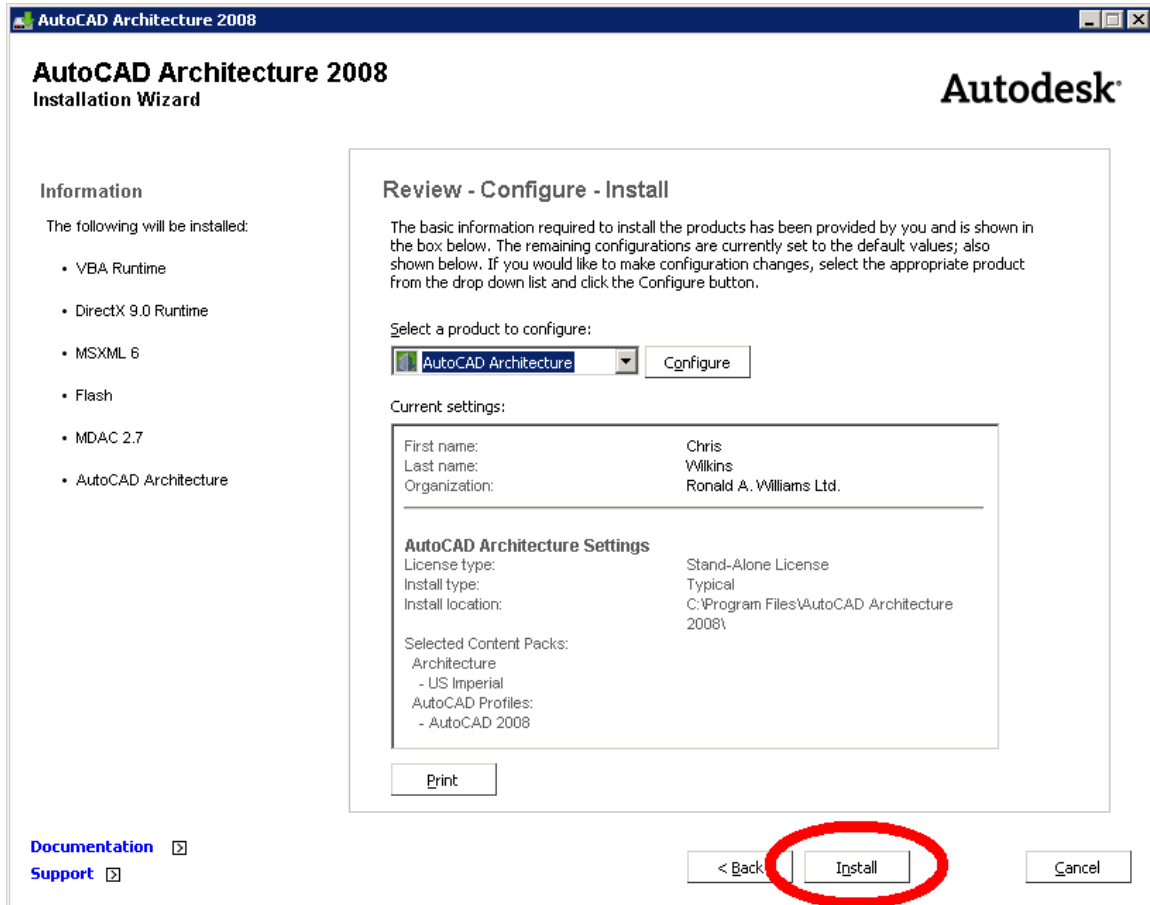 AutoCAD Architecture 2008
AutoCAD Architecture 2008
Installation Wizard
Autodesk
Information
The following will be installed:
• VBA Runtime
• DirectX 9.0 Runtime
• MSXML 6
• Flash
• MDAC 2.7
• AutoCAD Architecture
Review - Configure - Install
The basic information required to install the products has been provided by you and is shown in
the box below. The remaining configurations are currently set to the default values; also
shown below. If you would like to make configuration changes, select the appropriate product
from the drop down list and click the Configure button.
Select a product to configure:
AutoCAD Architecture
Configure
Current settings:
First name: Chris
Last name: Wilkins
Organization: Ronald A. Williams Ltd.
AutoCAD Architecture Settings
License type: Stand-Alone License
Install type: Typical
Install location: C:\Program Files\AutoCAD Architecture
2008\
Selected Content Packs:
Architecture
- US Imperial
AutoCAD Profiles:
- AutoCAD 2008
Print
Documentation
Support
< Back
Install
Cancel